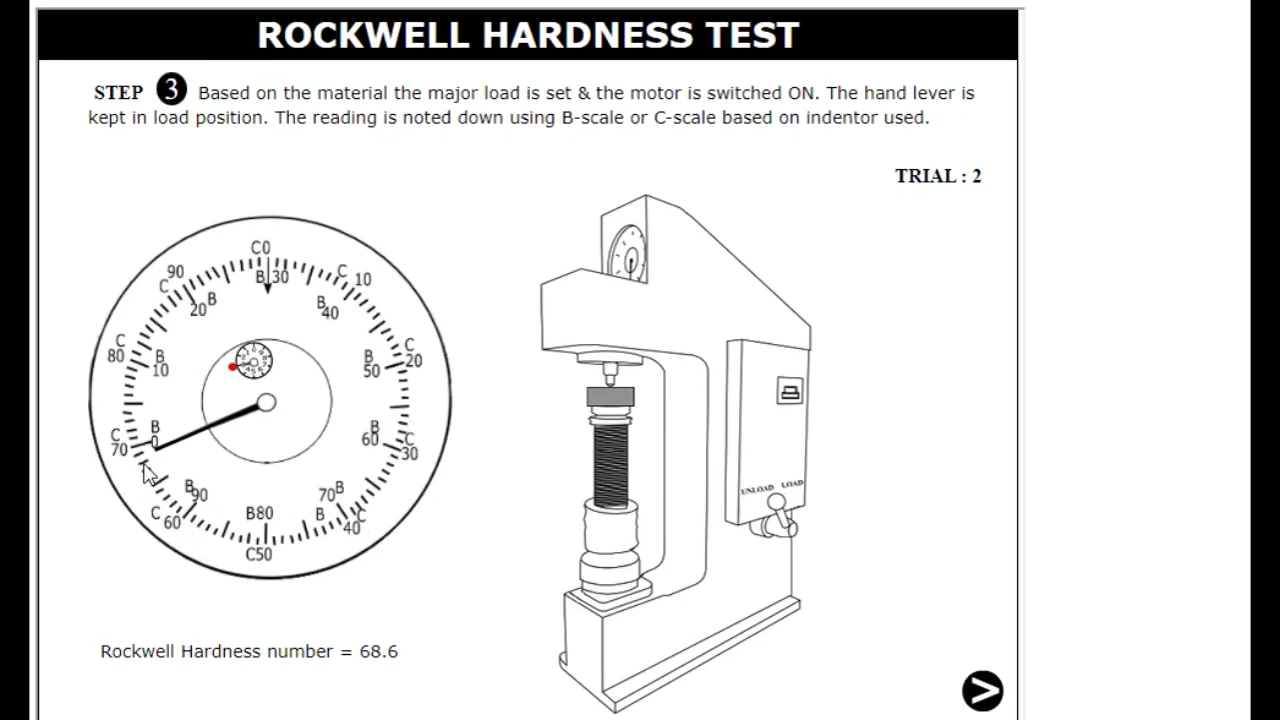 ROCKWELL HARDNESS TEST
STEP 3 Based on the material the major load is set & the motor is switched ON. The hand lever is
kept in load position. The reading is noted down using B-scale or C-scale based on indentor used.
TRIAL : 2
C0
B 30
C 10
B 40
C 20
B 50
C 30
B 60
C 40
70 B
B
C50
B80
C 60
B 90
C 70
B 0
C 80
B 10
90 C
20 B
UNLOAD LOAD
Rockwell Hardness number = 68.6
>